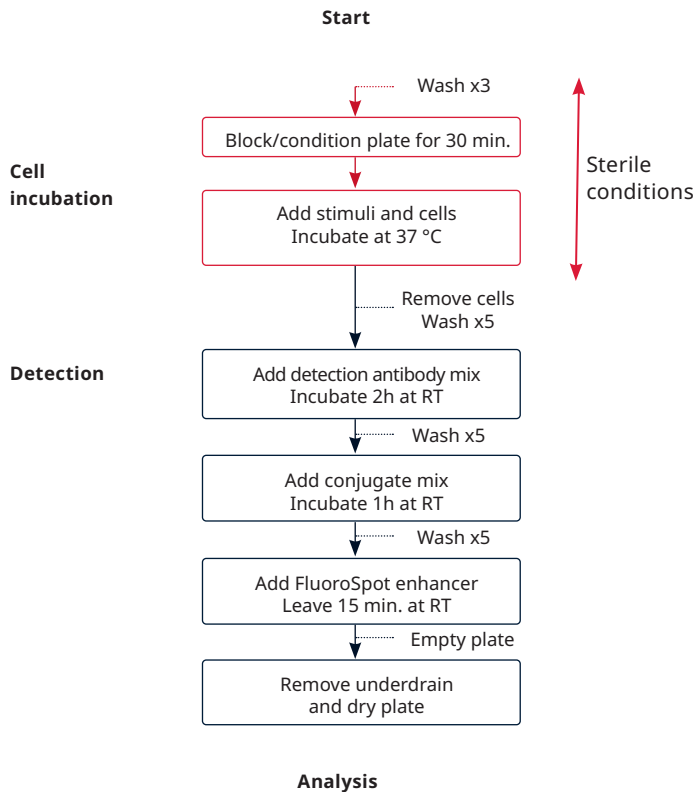 Start
Wash x3
Block/condition plate for 30 min.
Cell
incubation
Sterile
conditions
Add stimuli and cells
Incubate at 37 °C
Remove cells
Wash x5
Detection
Add detection antibody mix
Incubate 2h at RT
Wash x5
Add conjugate mix
Incubate 1h at RT
Wash x5
Add FluoroSpot enhancer
Leave 15 min. at RT
Empty plate
Remove underdrain
and dry plate
Analysis